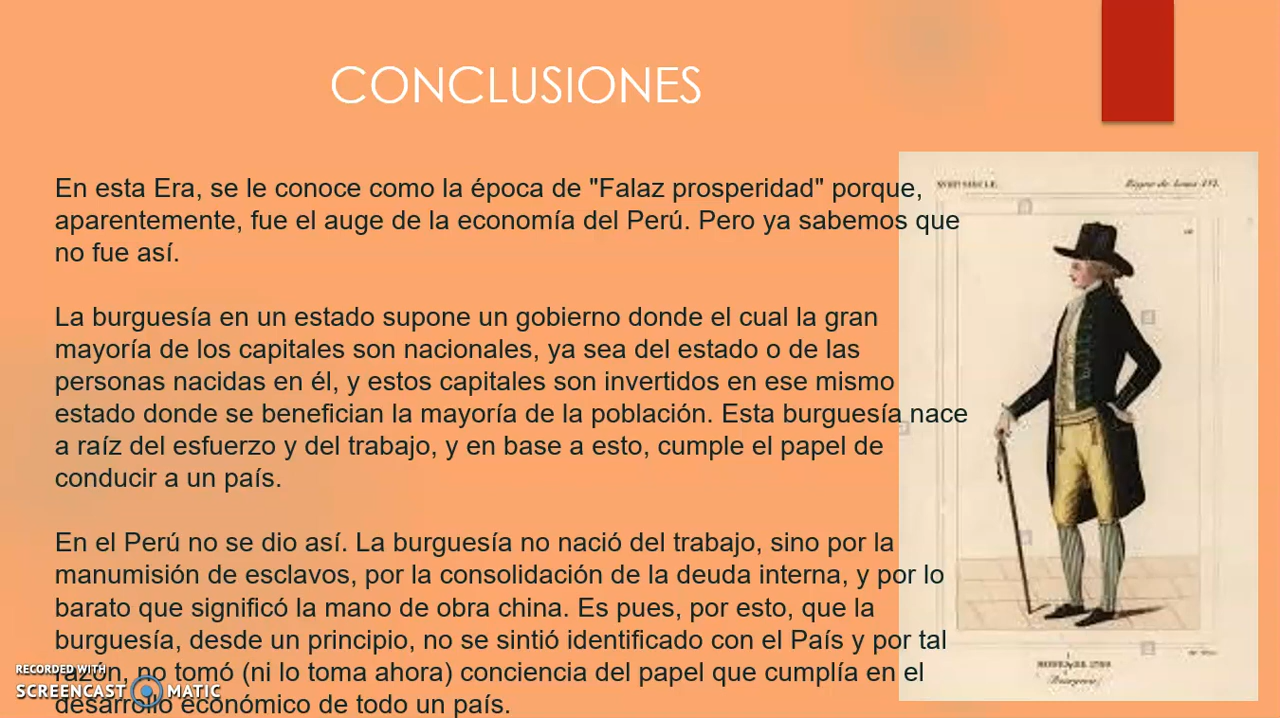 CONCLUSIONES
En esta Era, se le conoce como la época de "Falaz prosperidad" porque,
aparentemente, fue el auge de la economía del Perú. Pero ya sabemos que
no fue así.
La burguesía en un estado supone un gobierno donde el cual la gran
mayoría de los capitales son nacionales, ya sea del estado o de las
personas nacidas en él, y estos capitales son invertidos en ese mismo
estado donde se benefician la mayoría de la población. Esta burguesía nace
a raíz del esfuerzo y del trabajo, y en base a esto, cumple el papel de
conducir a un país.
En el Perú no se dio así. La burguesía no nació del trabajo, sino por la
manumisión de esclavos, por la consolidación de la deuda interna, y por lo
barato que significó la mano de obra china. Es pues, por esto, que la
burguesía, desde un principio, no se sintió identificado con el País y por tal
razón, no tomó (ni lo toma ahora) conciencia del papel que cumplía en el
desarrollo económico de todo un país.
XVIIIe SIECLE.
Règne de Louis XVI.
RECORDED WITH
SCREENCAST MATIC